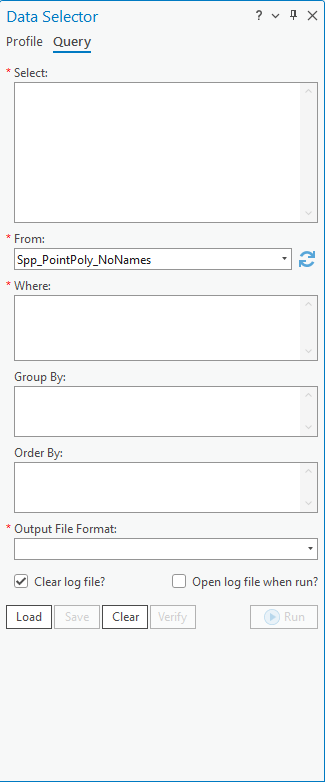 Data Selector ?
Profile Query
* Select:
* From:
Spp_PointPoly_NoNames
* Where:
Group By:
Order By:
* Output File Format:
Clear log file? Open log file when run?
Load Save Clear Verify Run